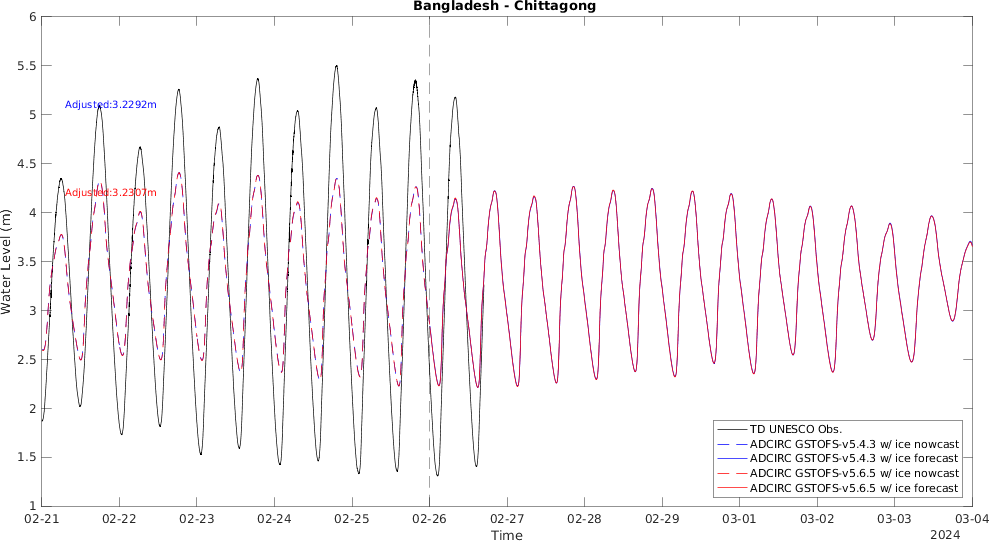 Bangladesh - Chittagong
6
5.5
5
4.5
4
3.5
3
2.5
2
1.5
1
Water Level (m)
Adjusted:3.2292m
Adjusted:3.2307m
TD UNESCO Obs.
ADCIRC GSTOFS-v5.4.3 w/ ice nowcast
ADCIRC GSTOFS-v5.4.3 w/ ice forecast
ADCIRC GSTOFS-v5.6.5 w/ ice nowcast
ADCIRC GSTOFS-v5.6.5 w/ ice forecast
02-21 02-22 02-23 02-24 02-25 02-26 02-27 02-28 02-29 03-01 03-02 03-03 03-04
Time
2024